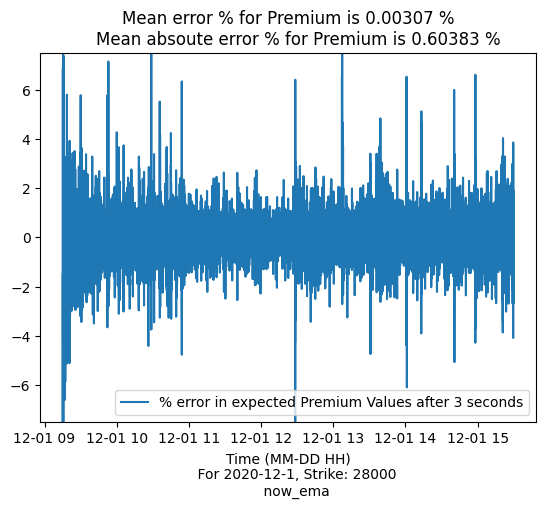 Mean error % for Premium is 0.00307 %
Mean absoute error % for Premium is 0.60383 %
6
4
2
0
−2
−4
−6
% error in expected Premium Values after 3 seconds
12-01 09 12-01 10 12-01 11 12-01 12 12-01 13 12-01 14 12-01 15
Time (MM-DD HH)
For 2020-12-1, Strike: 28000
now_ema